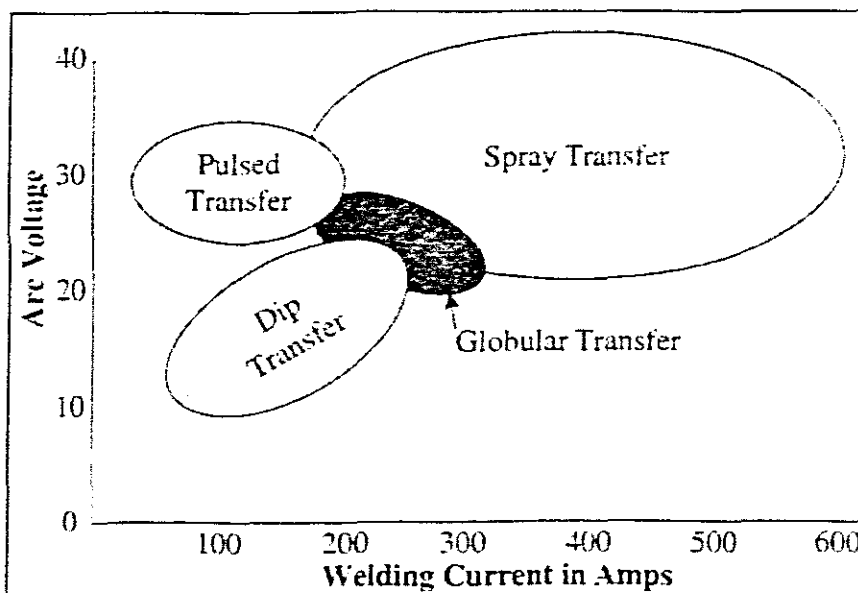 40
30
20
10
0
Arc Voltage
Pulsed
Transfer
Spray Transfer
Dip
Transfer
Globular Transfer
100 200 300 400 500 600
Welding Current in Amps